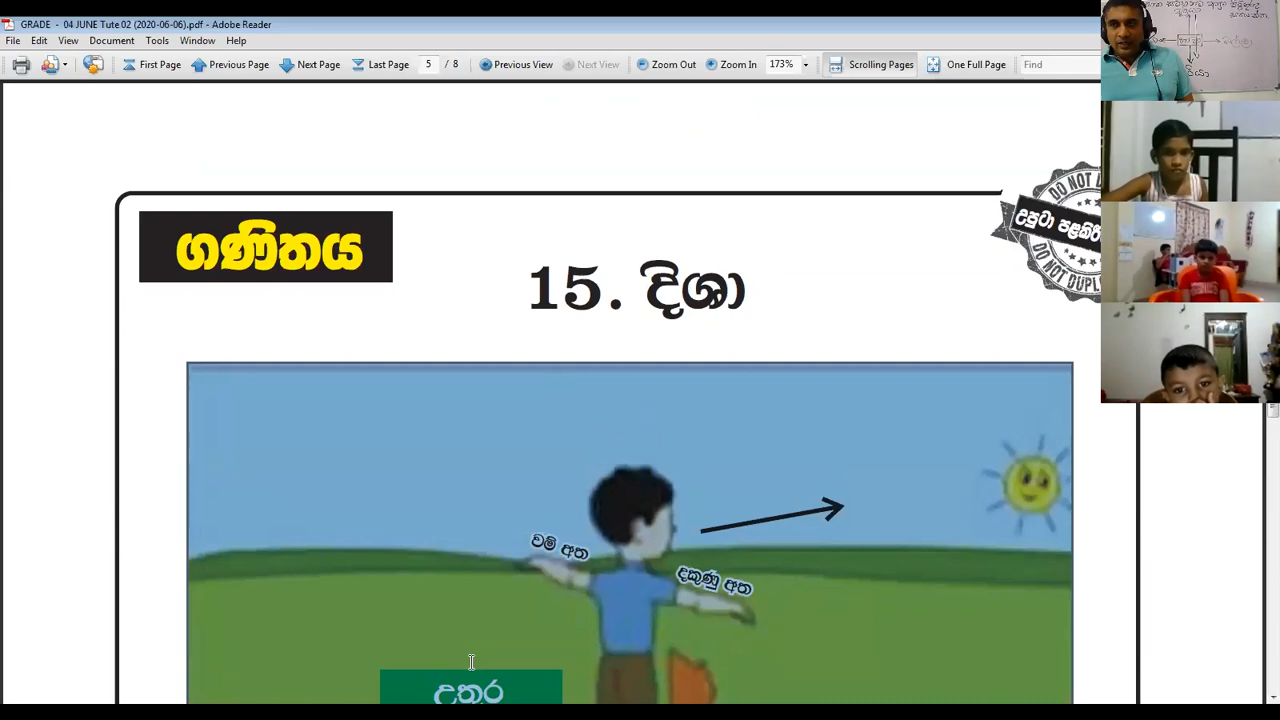 GRADE - 04 JUNE Tute 02 (2020-06-06).pdf - Adobe Reader
File Edit View Document Tools Window Help
First Page Previous Page Next Page Last Page 5 / 8 Previous View Next View Zoom Out Zoom In 173% Scrolling Pages One Full Page Find
DO NOT
උපුටා පළකිරී
DO NOT DUPL
ගණිතය
15. දිශා
වම් අත
දකුණු අත
උතුර